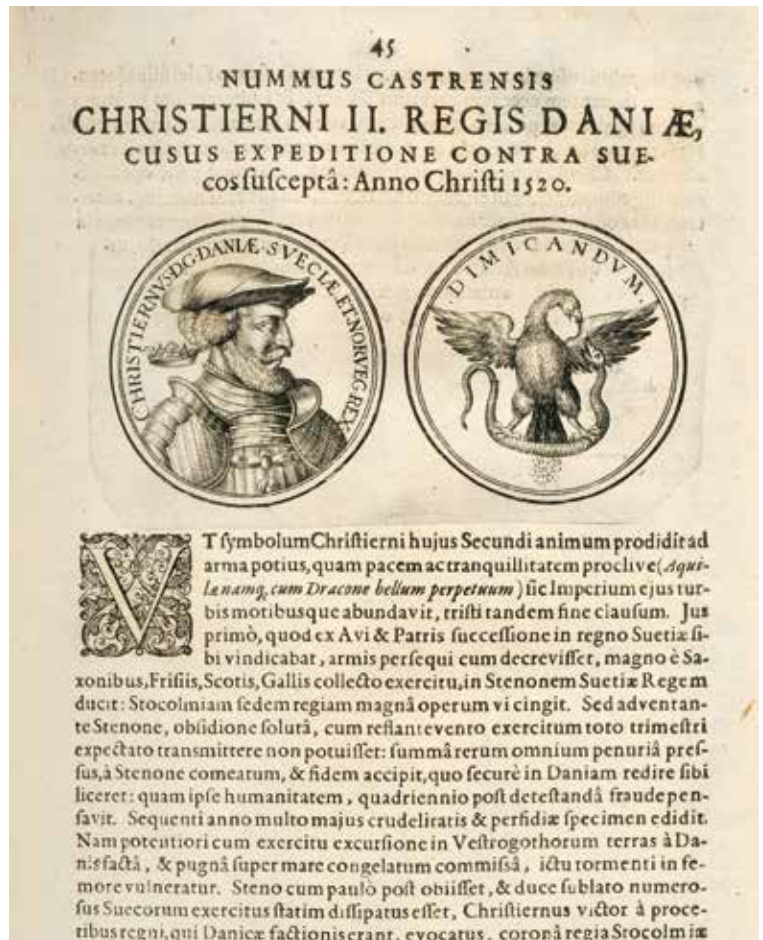 45
NUMMUS CASTRENSIS
CHRISTIERNI II. REGIS DANIÆ,
CUSUS EXPEDITIONE CONTRA SUE-
cos ſuſceptâ: Anno Chriſti 1520.
CHRISTIERNVS·D·G·DANIÆ·SVECIÆ·ET·NORVEG·REX
·DIMICANDVM·
VT ſymbolum Chriſtierni hujus Secundi animum prodidit ad
arma potius, quam pacem ac tranquillitatem proclive (Aqui-
læ namq, cum Dracone bellum perpetuum) ſic Imperium ejus tur-
bis motibusque abundavit, triſti tandem fine clauſum. Jus
primò, quod ex Avi & Patris ſucceſſione in regno Suetiæ ſi-
bi vindicabat, armis perſequi cum decreviſſet, magno è Sa-
xonibus, Friſiis, Scotis, Gallis collecto exercitu, in Stenonem Suetiæ Regem
ducit: Stocolmiam ſedem regiam magnâ operum vi cingit. Sed adventan-
te Stenone, obſidione ſolutâ, cum reflante vento exercitum toto trimeſtri
expectato transmittere non potuiſſet: ſummâ rerum omnium penuriâ preſ-
ſus, à Stenone comeatum, & fidem accipit, quo ſecurè in Daniam redire ſibi
liceret: quam ipſe humanitatem, quadriennio poſt deteſtandâ fraude pen-
ſavit. Sequenti anno multo majus crudelitatis & perfidiæ ſpecimen edidit.
Nam potentiori cum exercitu excurſione in Veſtrogothorum terras à Da-
nis factâ, & pugnâ ſuper mare congelatum commiſſâ, ictu tormenti in fe-
more vulneratur. Steno cum paulò poſt obiiſſet, & duce ſublato numero-
ſus Suecorum exercitus ſtatim diſſipatus eſſet, Chriſtiernus victor à proce-
ribus regni, qui Danicæ factionis erant, evocatus, coronâ regia Stocolmiæ